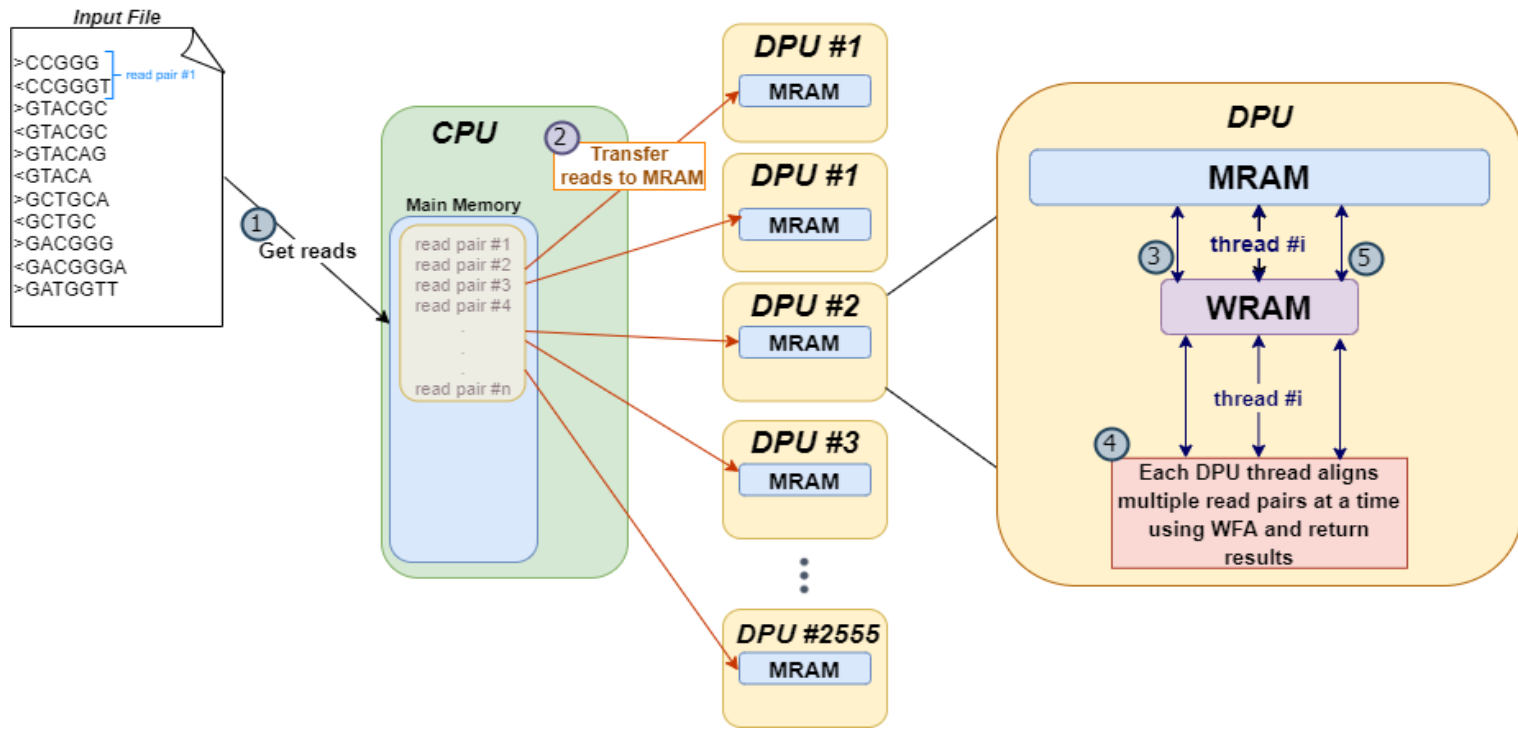 Input File
>CCGGG
<CCGGGT
read pair #1
>GTACGC
<GTACGC
>GTACAG
<GTACA
>GCTGCA
<GCTGC
>GACGGG
<GACGGGA
>GATGGTT
1
Get reads
CPU
2
Transfer
reads to MRAM
Main Memory
read pair #1
read pair #2
read pair #3
read pair #4
.
.
.
read pair #n
DPU #1
MRAM
DPU #1
MRAM
DPU #2
MRAM
DPU #3
MRAM
DPU #2555
MRAM
DPU
MRAM
3
thread #i
5
WRAM
thread #i
4
Each DPU thread aligns
multiple read pairs at a time
using WFA and return
results